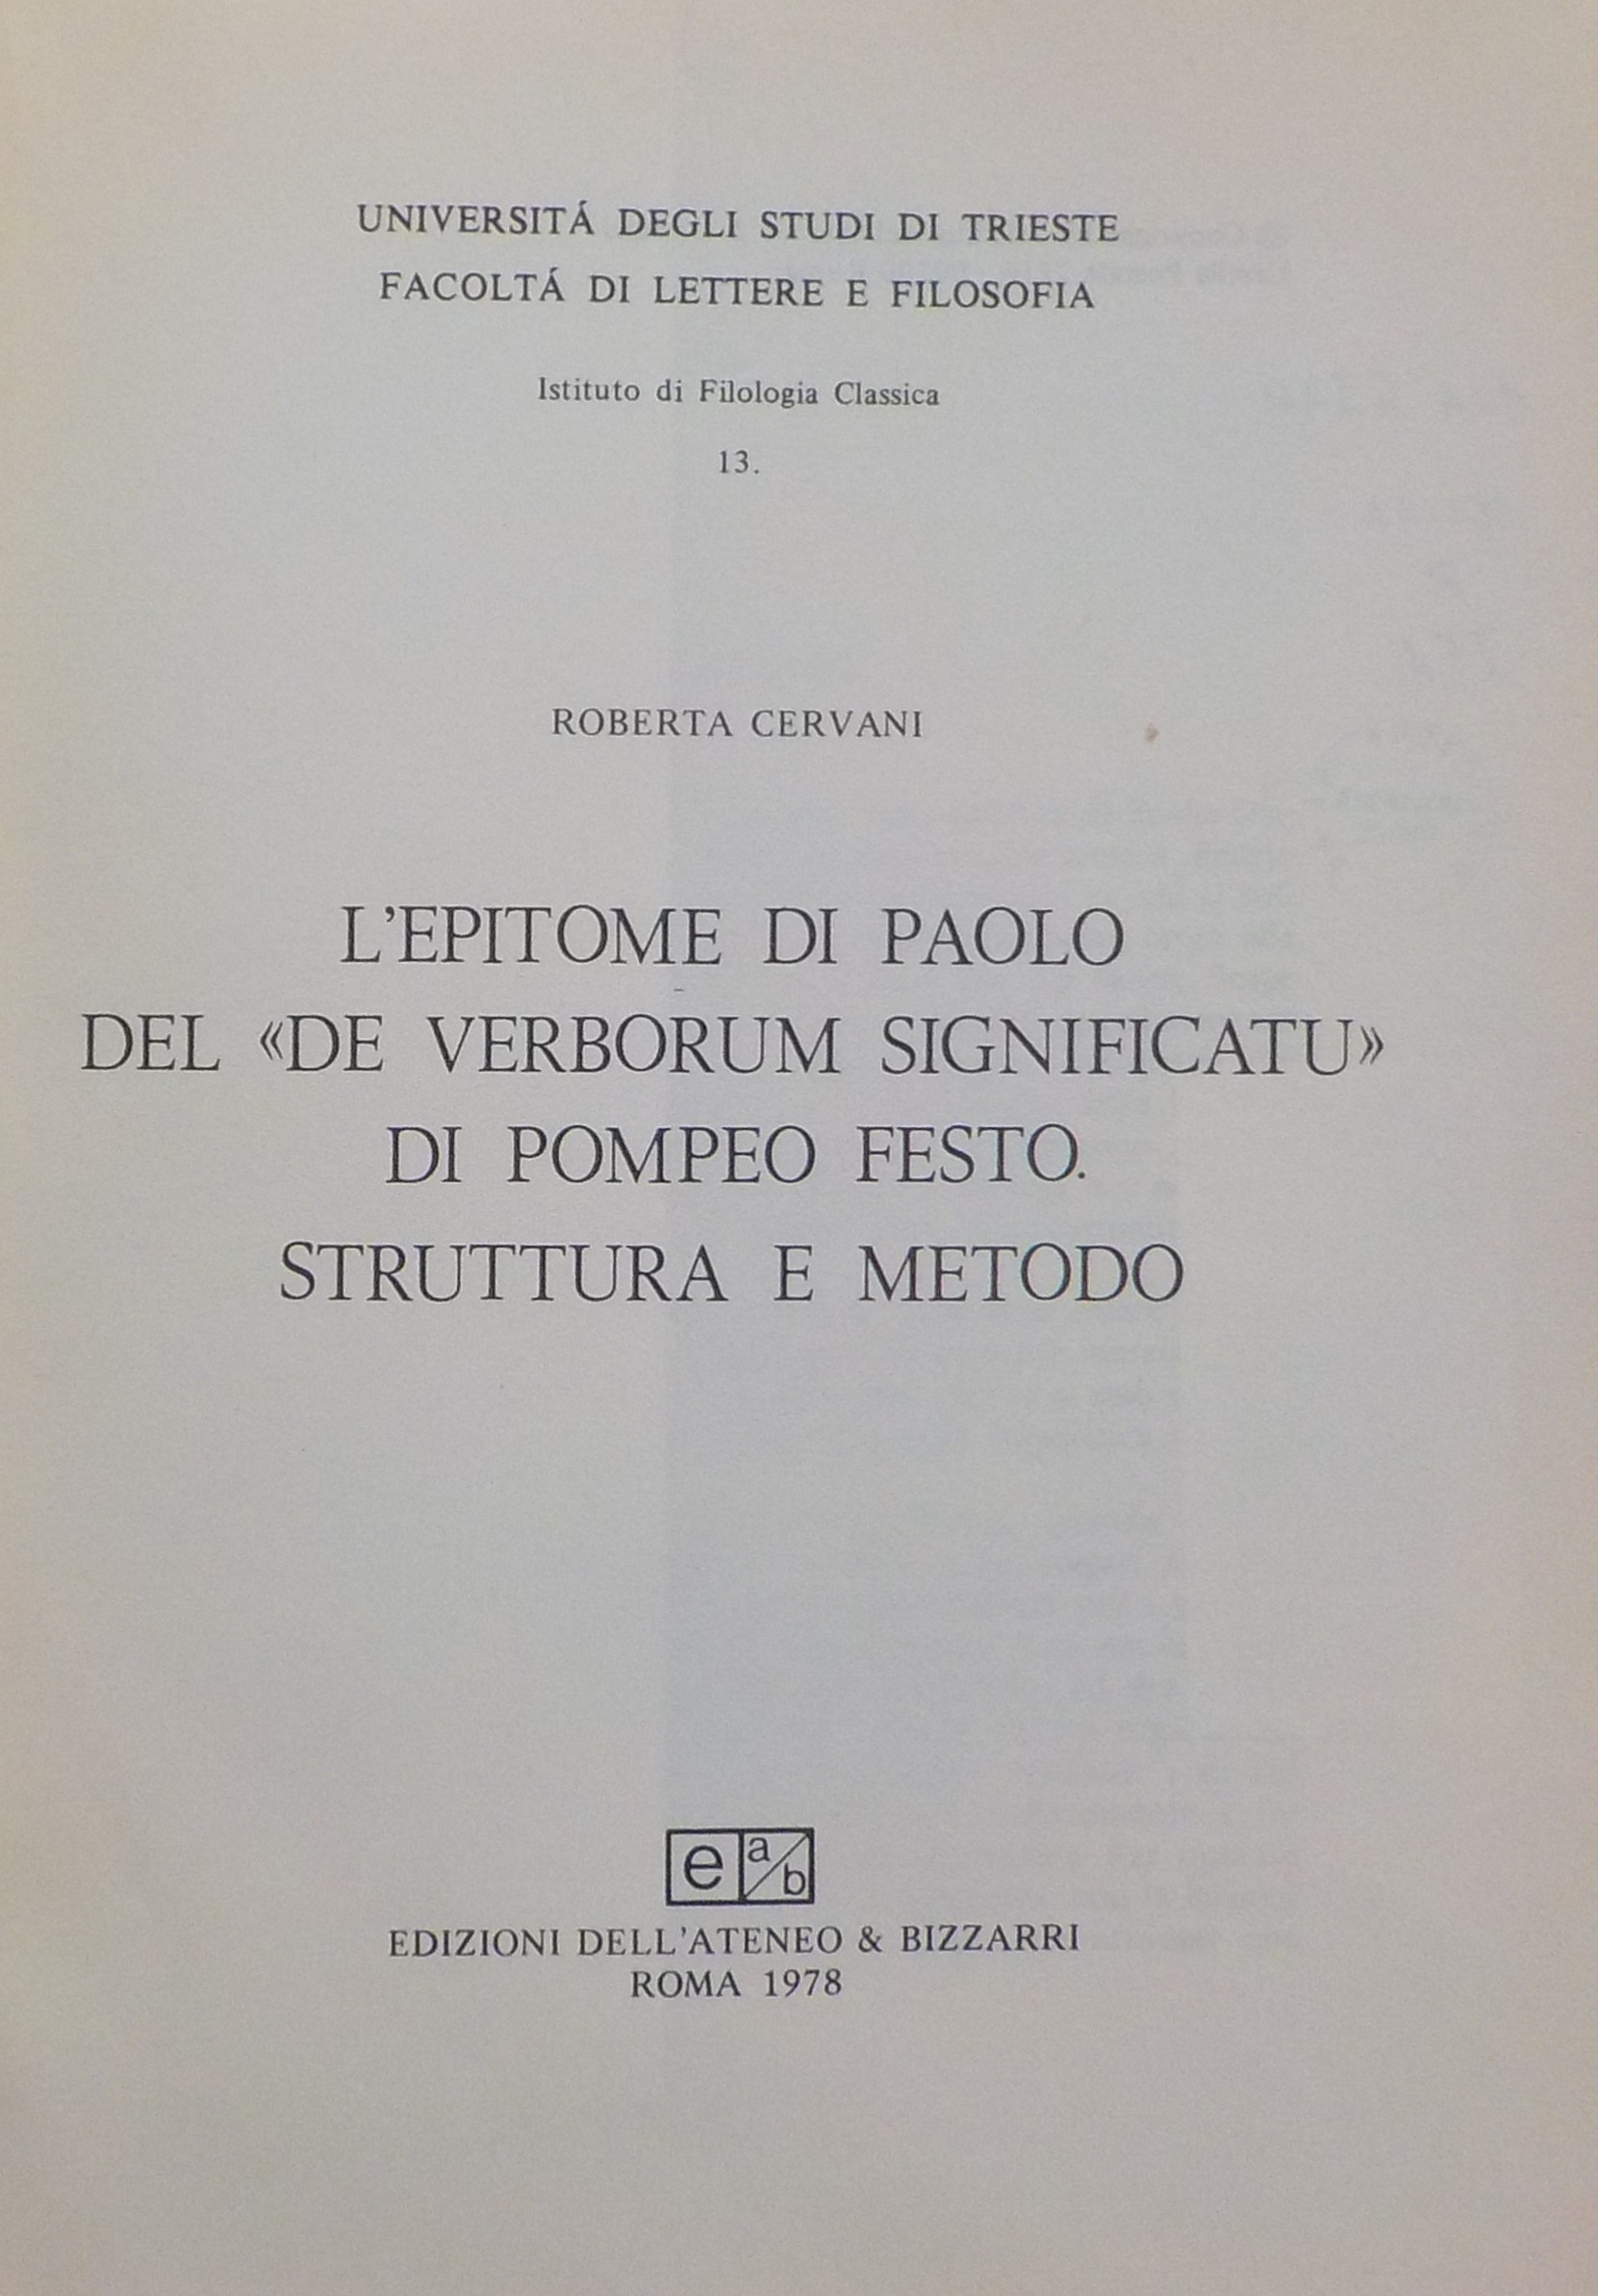 UNIVERSITÁ DEGLI STUDI DI TRIESTE
FACOLTÁ DI LETTERE E FILOSOFIA
Istituto di Filologia Classica
13.
ROBERTA CERVANI
L'EPITOME DI PAOLO
DEL «DE VERBORUM SIGNIFICATU»
DI POMPEO FESTO.
STRUTTURA E METODO
e a/b
EDIZIONI DELL'ATENEO & BIZZARRI
ROMA 1978